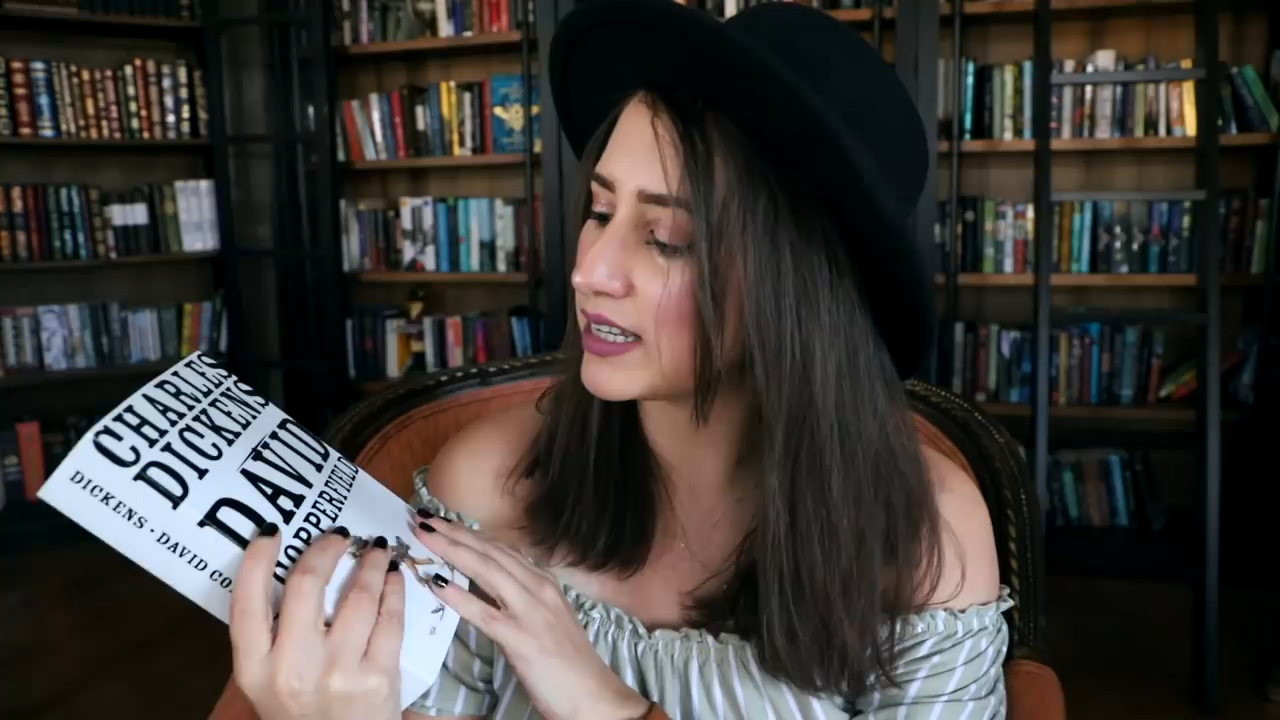 CHARLES
DICKENS
DAVID
COPPERFIELD
DICKENS · DAVID CO